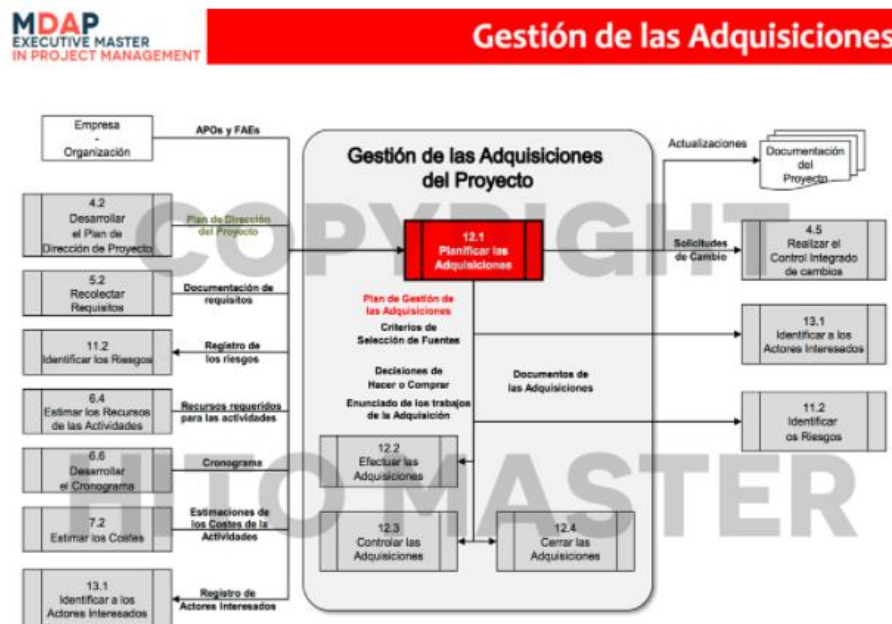 MDAP
EXECUTIVE MASTER
IN PROJECT MANAGEMENT
Gestión de las Adquisiciones
Empresa
-
Organización
APOs y FAEs
4.2
Desarrollar
el Plan de
Dirección de Proyecto
Plan de Dirección
del Proyecto
5.2
Recolectar
Requisitos
Documentación de
requisitos
11.2
Identificar los Riesgos
Registro de
los riesgos
6.4
Estimar los Recursos
de las Actividades
Recursos requeridos
para las actividades
6.6
Desarrollar
el Cronograma
Cronograma
7.2
Estimar los Costes
Estimaciones de
los Costes de la
Actividades
13.1
Identificar a los
Actores Interesados
Registro de
Actores Interesados
Gestión de las Adquisiciones
del Proyecto
12.1
Planificar las
Adquisiciones
Plan de Gestión de
las Adquisiciones
Criterios de
Selección de Fuentes
Decisiones de
Hacer o Comprar
Enunciado de los trabajos
de la Adquisición
Documentos de
las Adquisiciones
12.2
Efectuar las
Adquisiciones
12.3
Controlar las
Adquisiciones
12.4
Cerrar las
Adquisiciones
Actualizaciones
Documentación
del
Proyecto
Solicitudes
de Cambio
4.5
Realizar el
Control Integrado
de cambios
13.1
Identificar a los
Actores Interesados
11.2
Identificar
os Riesgos
COPYRIGHT
HITO MASTER